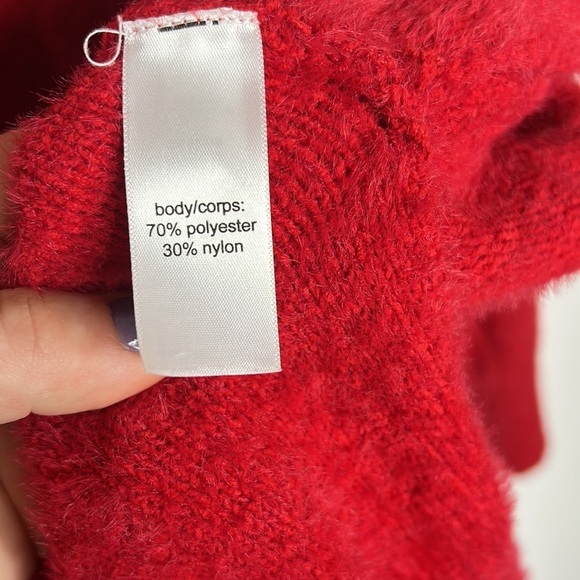 body/corps:
70% polyester
30% nylon